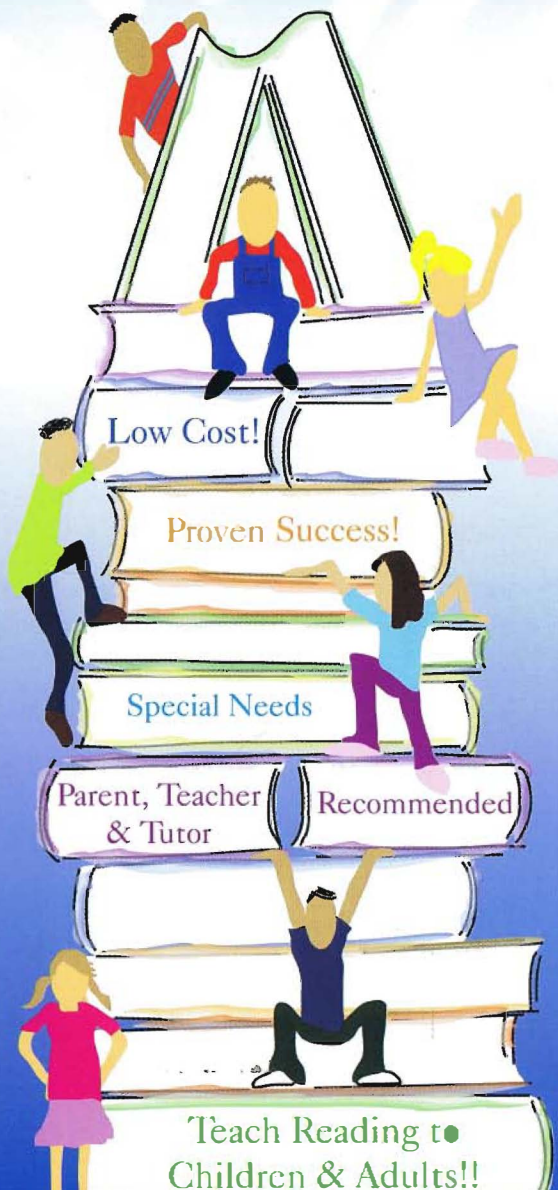 Low Cost!
Proven Success!
Special Needs
Parent, Teacher
& Tutor
Recommended
Teach Reading to
Children & Adults!!